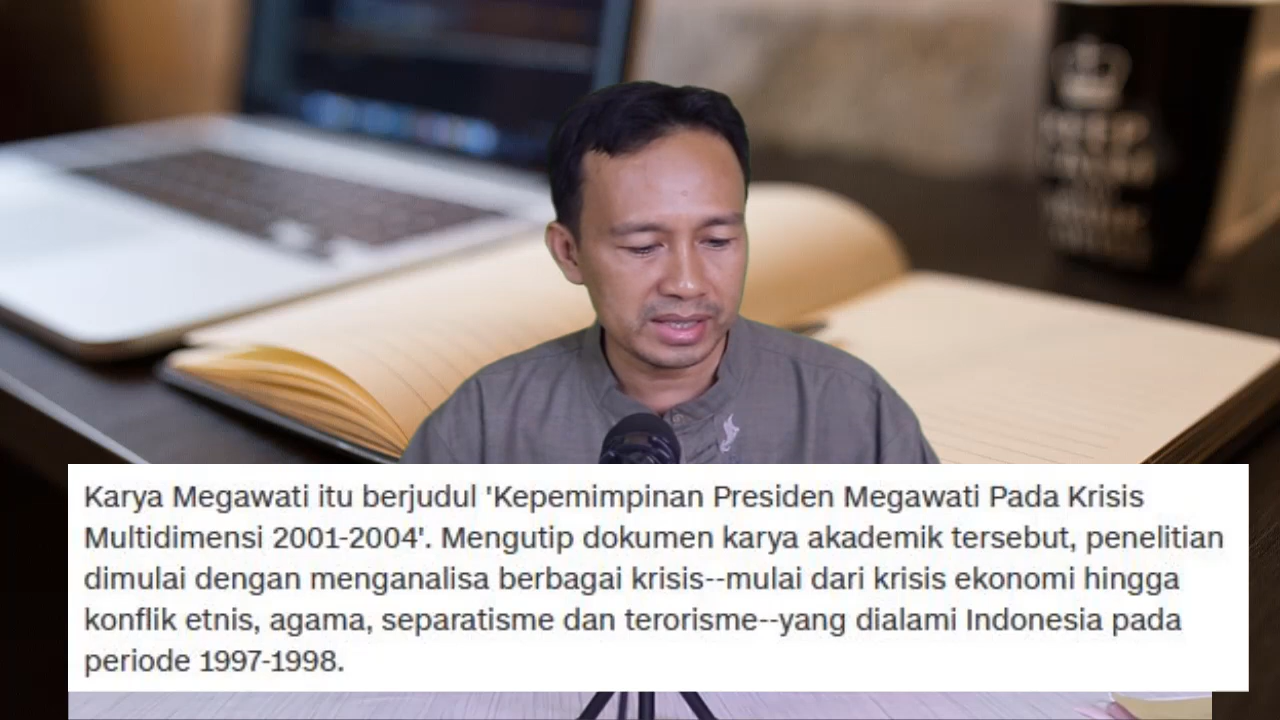 Karya Megawati itu berjudul 'Kepemimpinan Presiden Megawati Pada Krisis
Multidimensi 2001-2004'. Mengutip dokumen karya akademik tersebut, penelitian
dimulai dengan menganalisa berbagai krisis--mulai dari krisis ekonomi hingga
konflik etnis, agama, separatisme dan terorisme--yang dialami Indonesia pada
periode 1997-1998.